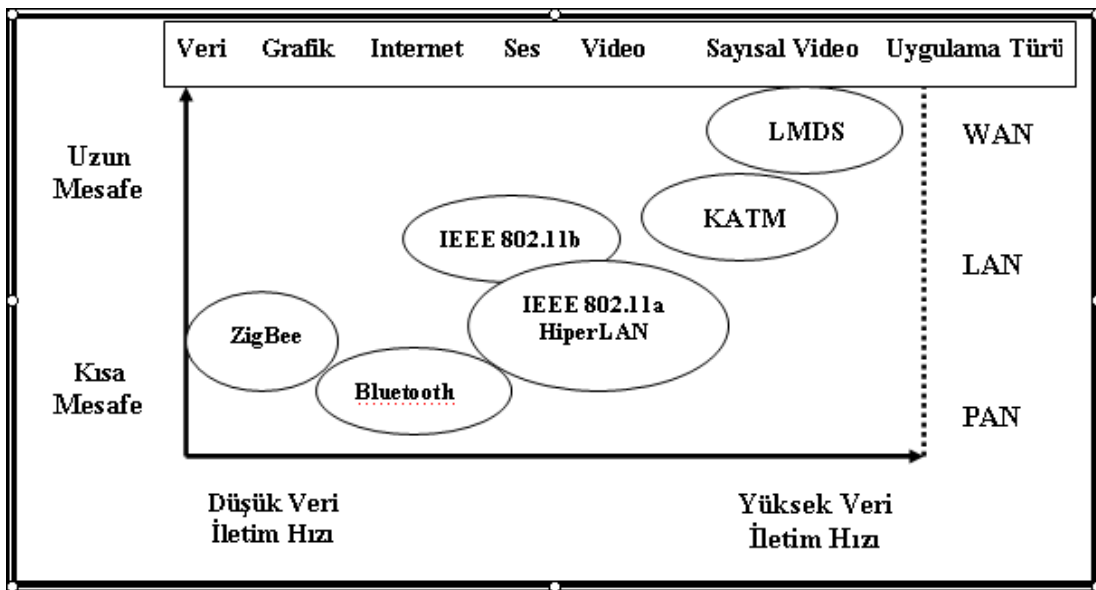 Veri Grafik Internet Ses Video Sayısal Video Uygulama Türü
LMDS
WAN
Uzun
Mesafe
KATM
IEEE 802.11b
LAN
IEEE 802.11a
HiperLAN
ZigBee
Kısa
Mesafe
Bluetooth
PAN
Düşük Veri
İletim Hızı
Yüksek Veri
İletim Hızı